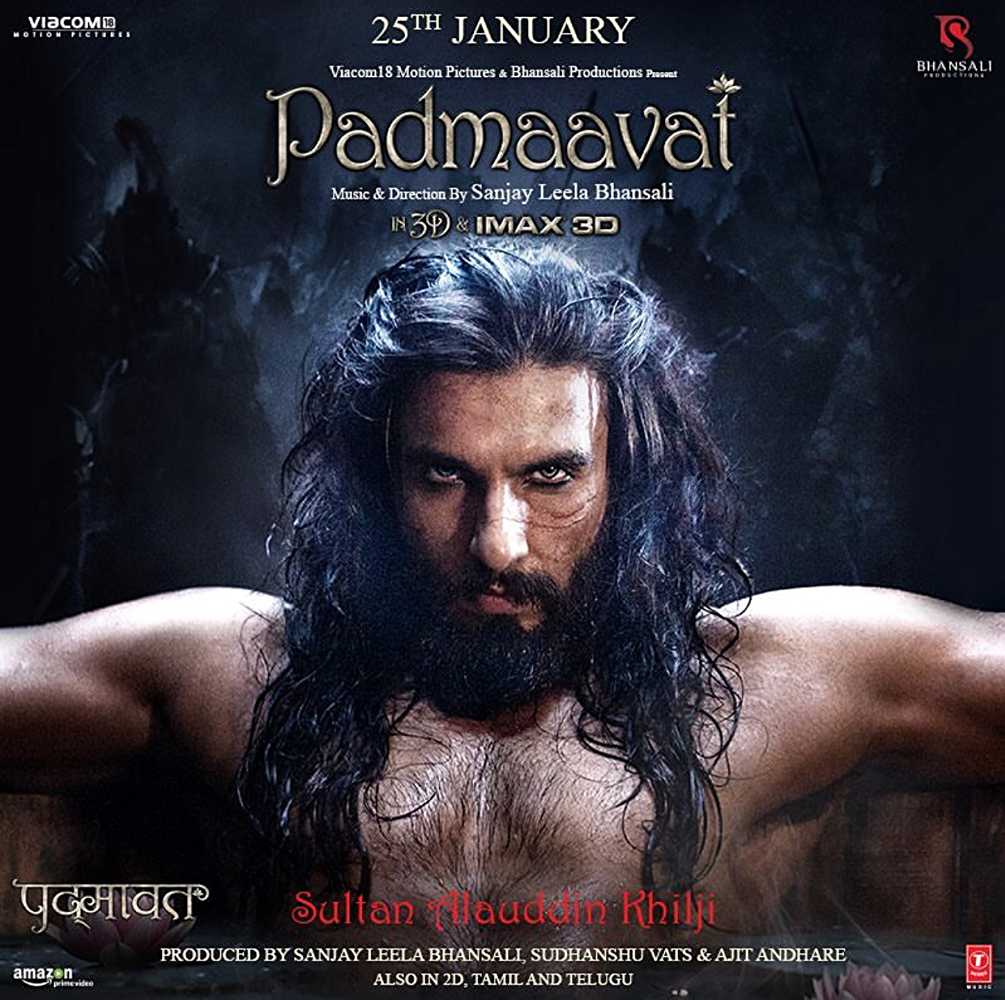 VIACOM18
MOTION PICTURES
25TH JANUARY
BHANSALI
PRODUCTIONS
Viacom18 Motion Pictures & Bhansali Productions Present
Padmaavat
Music & Direction By Sanjay Leela Bhansali
IN 3D & IMAX 3D
पद्मावत
Sultan Alauddin Khilji
PRODUCED BY SANJAY LEELA BHANSALI, SUDHANSHU VATS & AJIT ANDHARE
ALSO IN 2D, TAMIL AND TELUGU
amazon
primevideo
T
SERIES